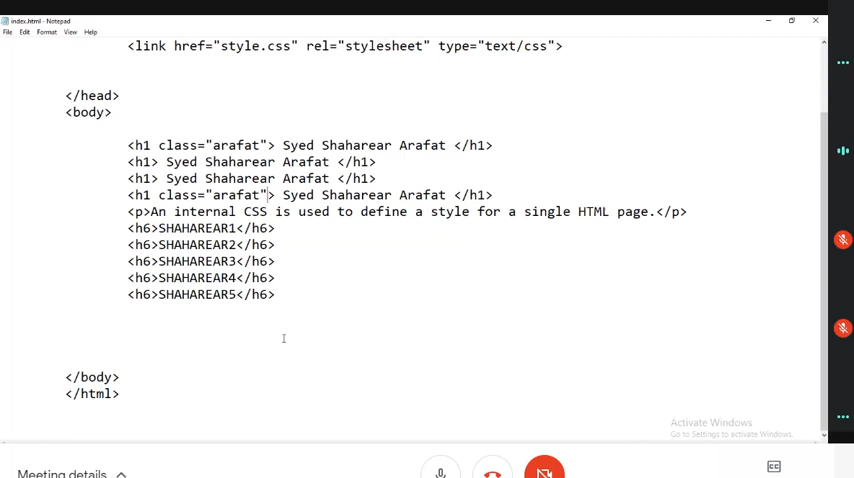 index.html - Notepad
File Edit Format View Help
<link href="style.css" rel="stylesheet" type="text/css">
</head>
<body>
<h1 class="arafat"> Syed Shaharear Arafat </h1>
<h1> Syed Shaharear Arafat </h1>
<h1> Syed Shaharear Arafat </h1>
<h1 class="arafat"> Syed Shaharear Arafat </h1>
<p>An internal CSS is used to define a style for a single HTML page.</p>
<h6>SHAHAREAR1</h6>
<h6>SHAHAREAR2</h6>
<h6>SHAHAREAR3</h6>
<h6>SHAHAREAR4</h6>
<h6>SHAHAREAR5</h6>
</body>
</html>
Activate Windows
Go to Settings to activate Windows.
Meeting details
CC